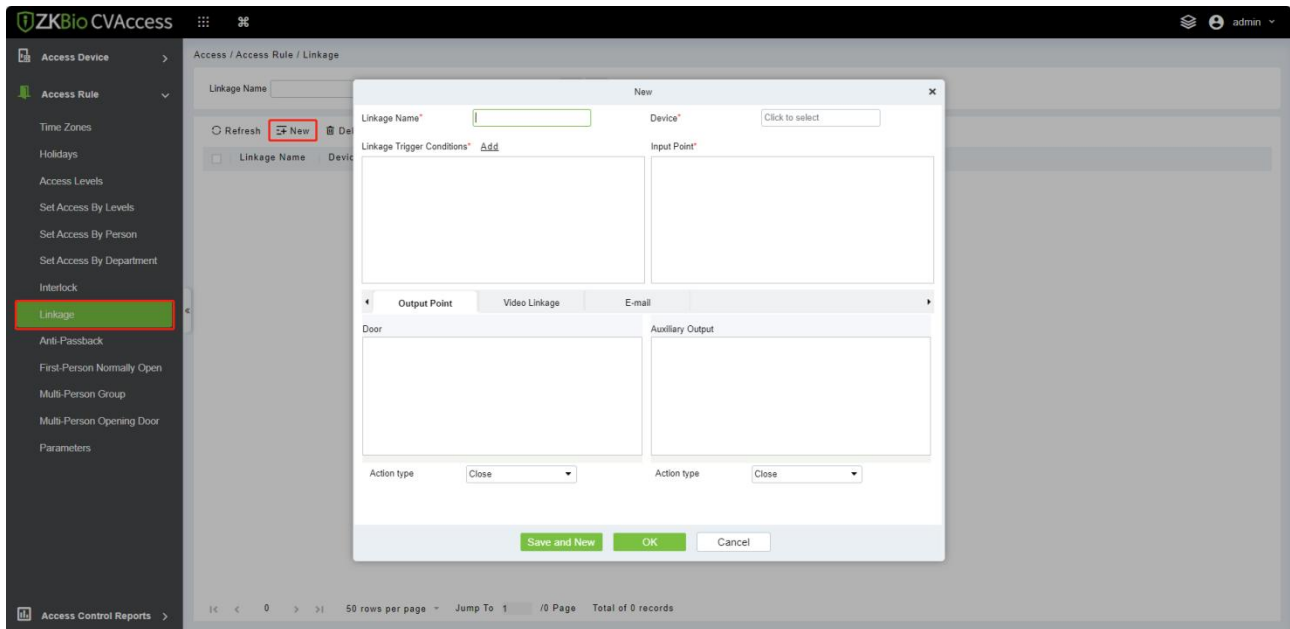 ZKBio CVAccess
admin
Access Device
Access / Access Rule / Linkage
Access Rule
Linkage Name
New
Linkage Name*
Device*
Click to select
Time Zones
Refresh
New
Del
Linkage Trigger Conditions*
Add
Input Point*
Holidays
Linkage Name
Devic
Access Levels
Set Access By Levels
Set Access By Person
Set Access By Department
Interlock
Output Point
Video Linkage
E-mail
Linkage
Door
Auxiliary Output
Anti-Passback
First-Person Normally Open
Multi-Person Group
Multi-Person Opening Door
Parameters
Action type
Close
Action type
Close
Save and New
OK
Cancel
Access Control Reports
0
50 rows per page
Jump To 1 /0 Page
Total of 0 records